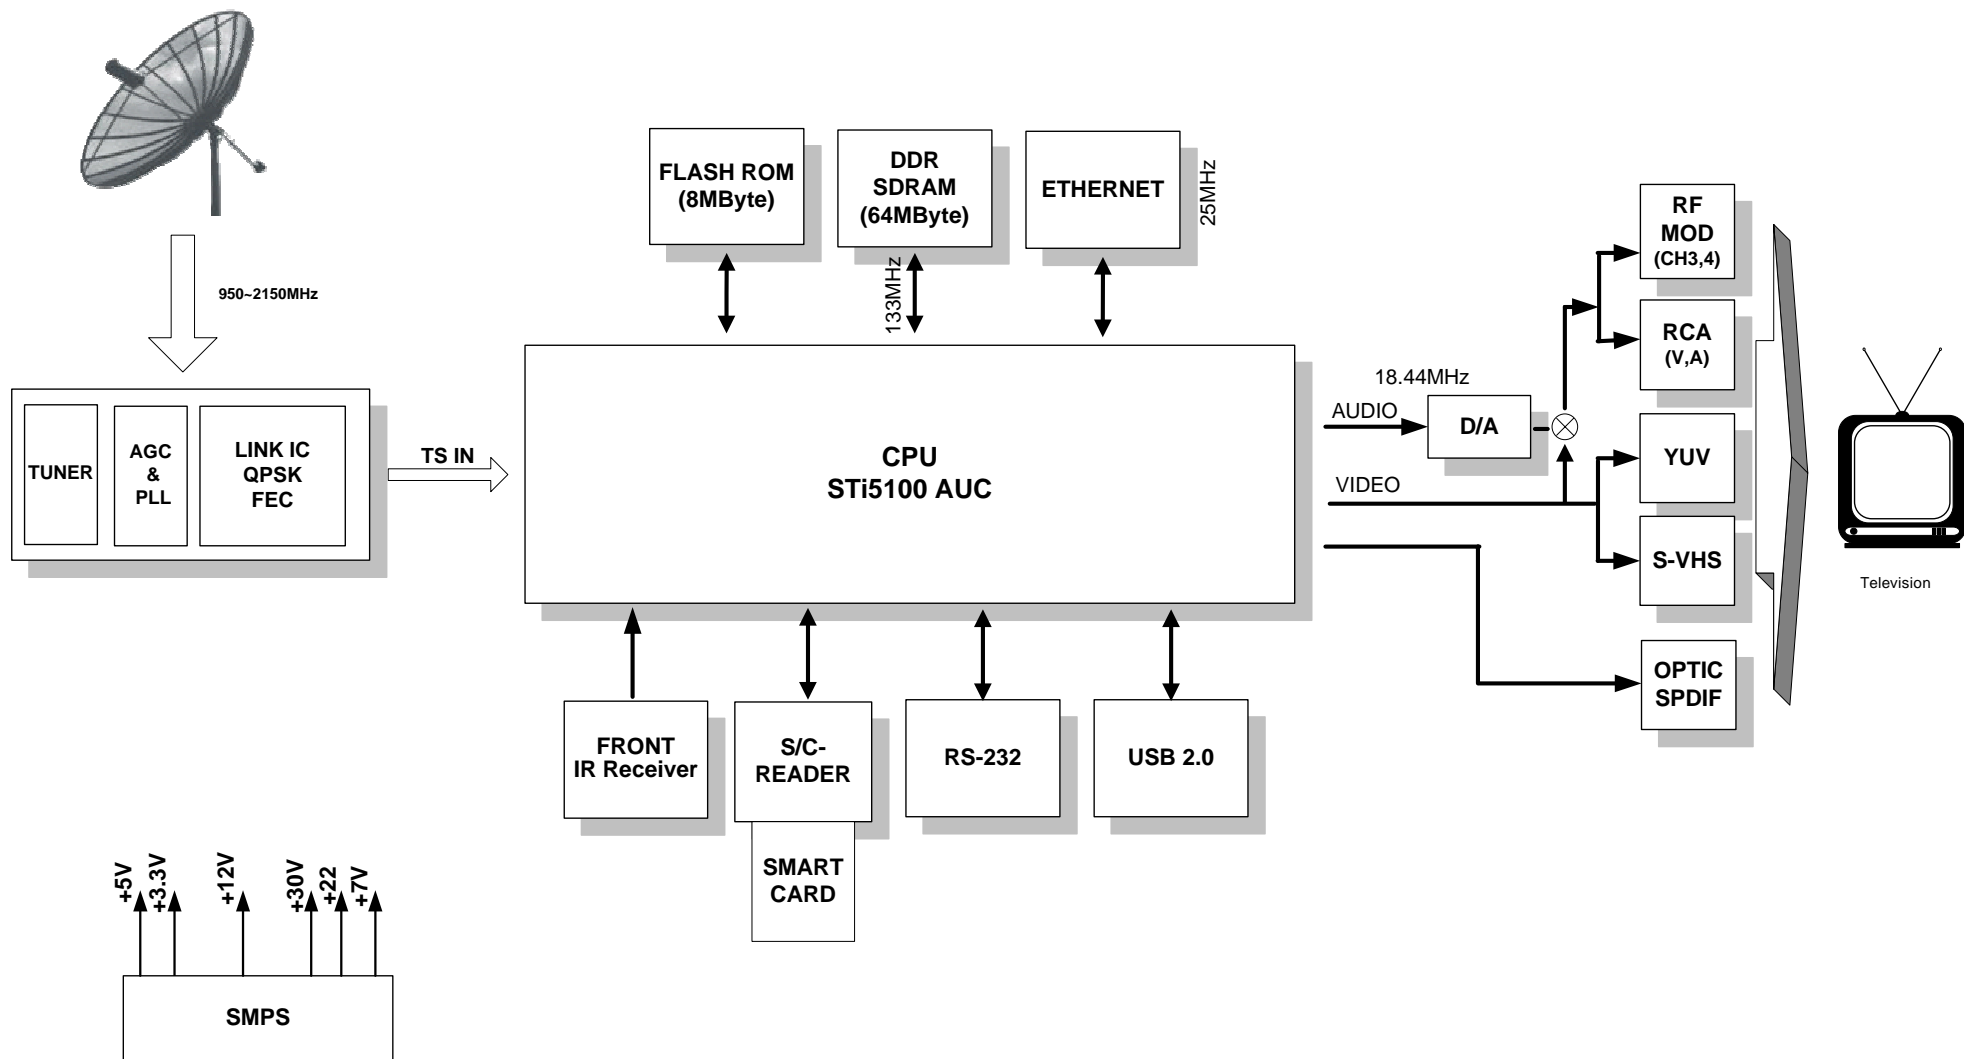 FLASH ROM
(8MByte)
DDR
SDRAM
(64MByte)
ETHERNET
25MHz
133MHz
950~2150MHz
TUNER
AGC
&
PLL
LINK IC
QPSK
FEC
TS IN
CPU
STi5100 AUC
18.44MHz
AUDIO
D/A
VIDEO
RF
MOD
(CH3,4)
RCA
(V,A)
YUV
S-VHS
OPTIC
SPDIF
Television
FRONT
IR Receiver
S/C-
READER
SMART
CARD
RS-232
USB 2.0
+5V
+3.3V
+12V
+30V
+22
+7V
SMPS